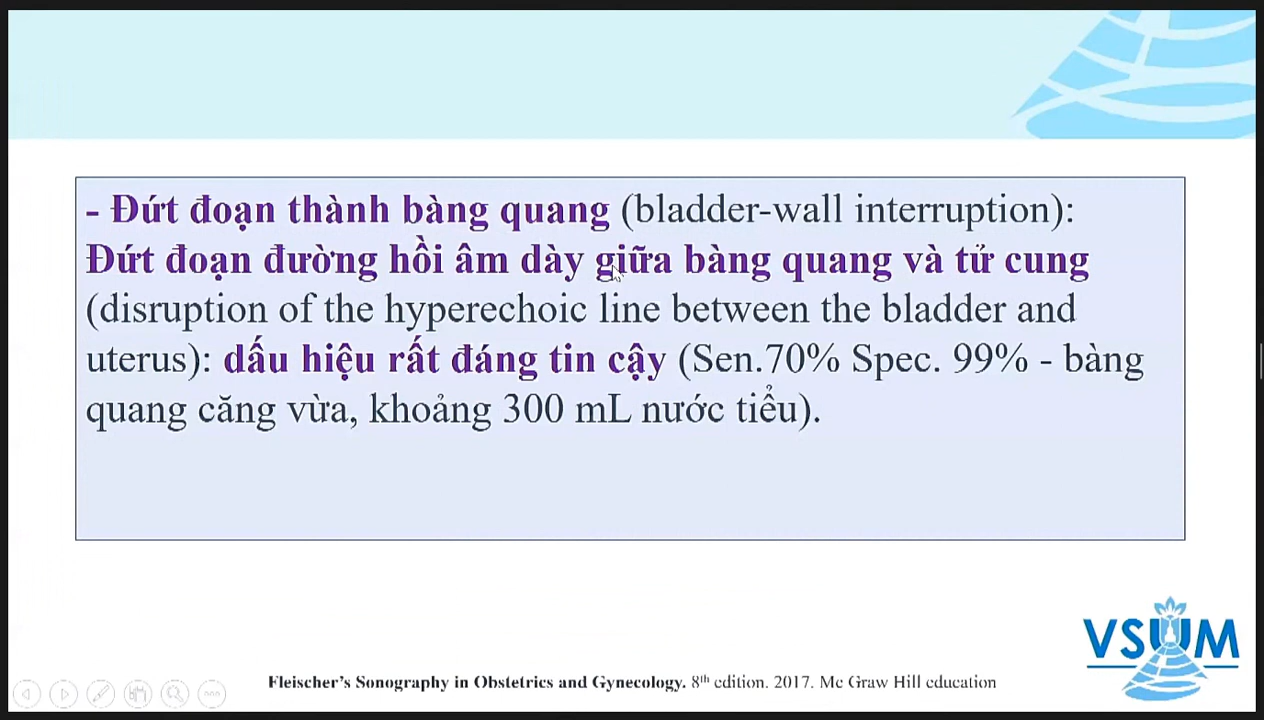 - Đứt đoạn thành bàng quang (bladder-wall interruption):
Đứt đoạn đường hồi âm dày giữa bàng quang và tử cung
(disruption of the hyperechoic line between the bladder and
uterus): dấu hiệu rất đáng tin cậy (Sen.70% Spec. 99% - bàng
quang căng vừa, khoảng 300 mL nước tiểu).
VSUM
Fleischer's Sonography in Obstetrics and Gynecology. 8th edition. 2017. Mc Graw Hill education